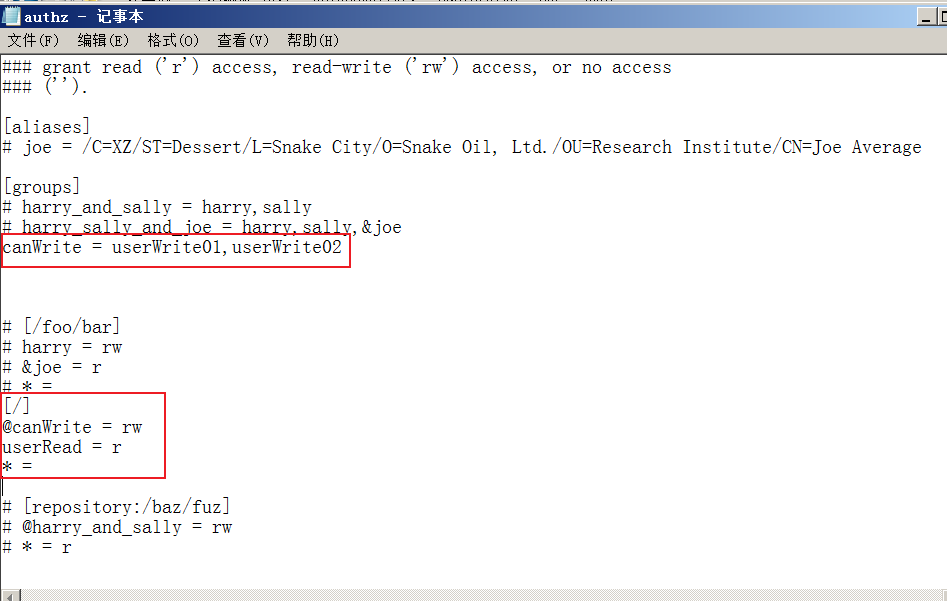 authz - 记事本
文件(F) 编辑(E) 格式(O) 查看(V) 帮助(H)
### grant read ('r') access, read-write ('rw') access, or no access
### ('').
[aliases]
# joe = /C=XZ/ST=Dessert/L=Snake City/O=Snake Oil, Ltd./OU=Research Institute/CN=Joe Average
[groups]
# harry_and_sally = harry,sally
# harry_sally_and_joe = harry,sally,&joe
canWrite = userWrite01,userWrite02
# [/foo/bar]
# harry = rw
# &joe = r
# * =
[/]
@canWrite = rw
userRead = r
* =
# [repository:/baz/fuz]
# @harry_and_sally = rw
# * = r